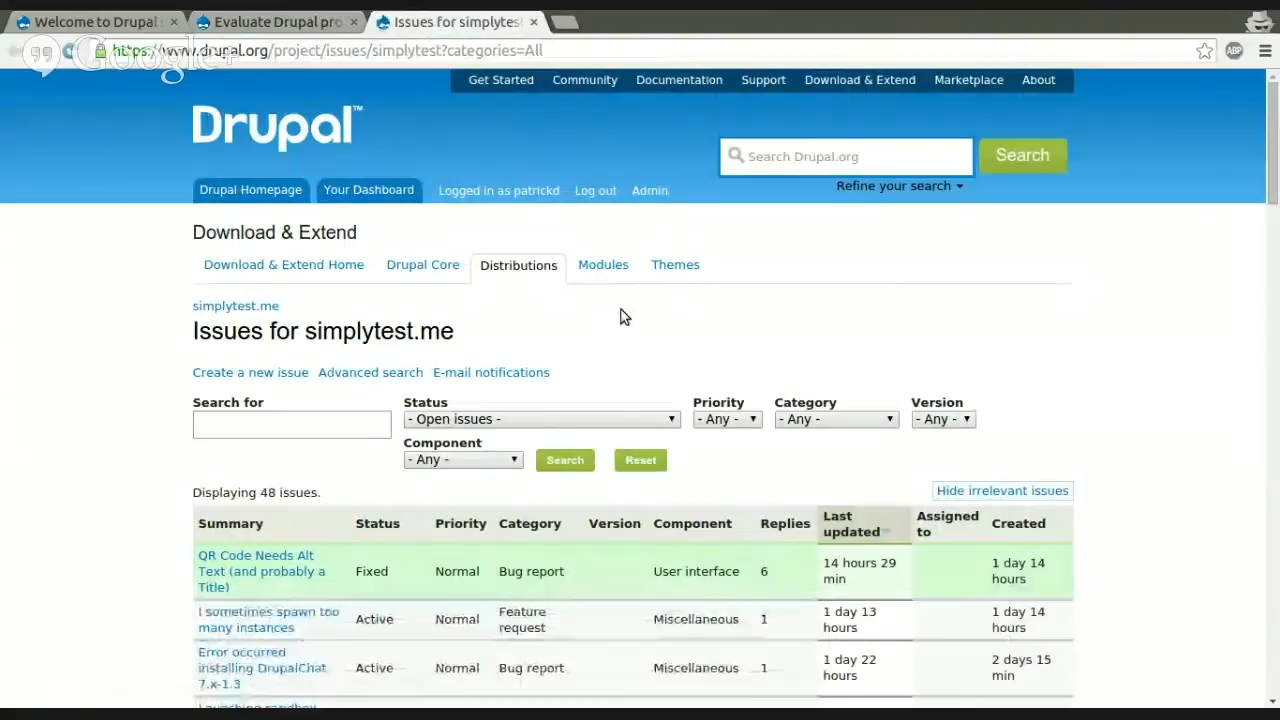 Welcome to Drupal
Evaluate Drupal pro
Issues for simplytest
https://www.drupal.org/project/issues/simplytest?categories=All
ABP
Google+
Get Started Community Documentation Support Download & Extend Marketplace About
Drupal™
Search Drupal.org Search
Refine your search
Drupal Homepage Your Dashboard Logged in as patrickd Log out Admin
Download & Extend
Download & Extend Home Drupal Core Distributions Modules Themes
simplytest.me
Issues for simplytest.me
Create a new issue Advanced search E-mail notifications
Search for Status Priority Category Version
- Open issues - - Any - - Any - - Any -
Component
- Any - Search Reset
Displaying 48 issues. Hide irrelevant issues
Summary Status Priority Category Version Component Replies Last updated Assigned to Created
QR Code Needs Alt
Text (and probably a
Title)
Fixed Normal Bug report User interface 6 14 hours 29 min 1 day 14 hours
I sometimes spawn too
many instances
Active Normal Feature request Miscellaneous 1 1 day 13 hours 1 day 14 hours
Error occurred
installing DrupalChat
7.x-1.3
Active Normal Bug report Miscellaneous 1 1 day 22 hours 2 days 15 min
Launching sandbox